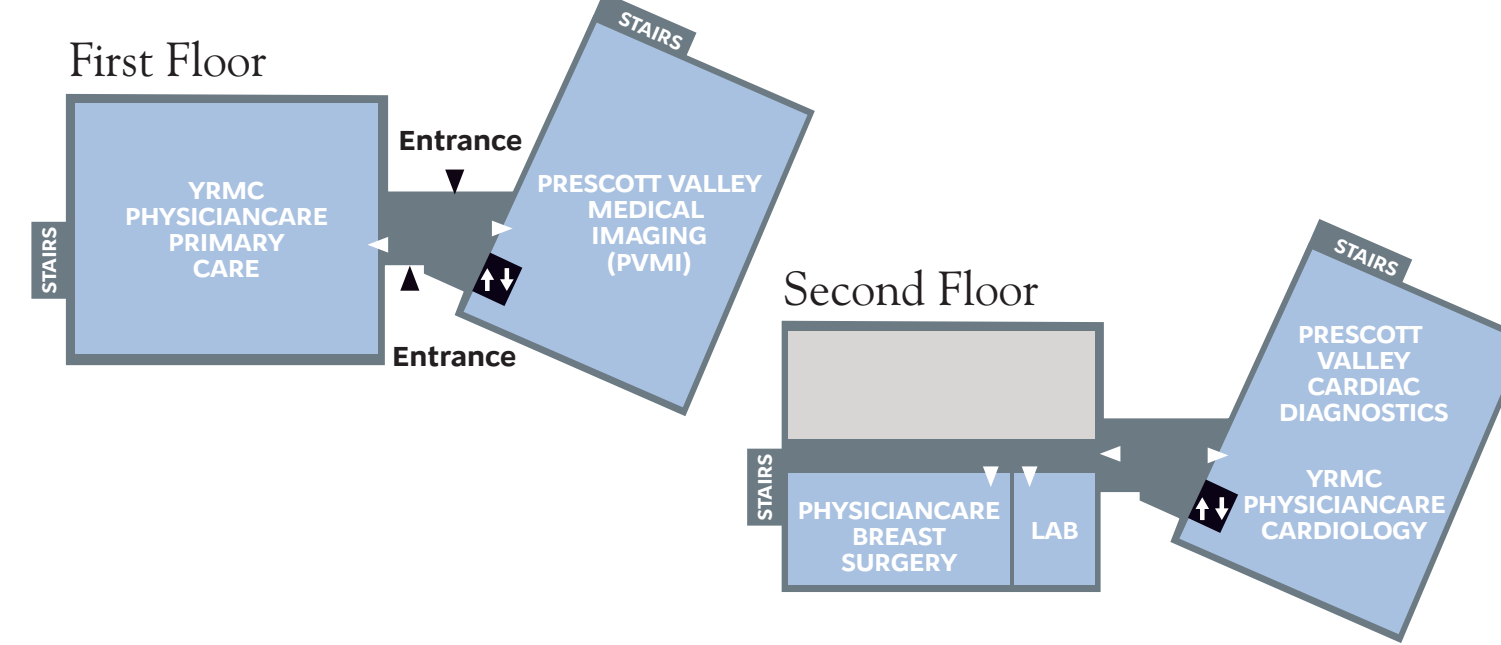 First Floor
STAIRS
YRMC
PHYSICIANCARE
PRIMARY
CARE
STAIRS
Entrance
Entrance
PRESCOTT VALLEY
MEDICAL
IMAGING
(PVMI)
Second Floor
STAIRS
PHYSICIANCARE
BREAST
SURGERY
LAB
STAIRS
PRESCOTT
VALLEY
CARDIAC
DIAGNOSTICS
YRMC
PHYSICIANCARE
CARDIOLOGY